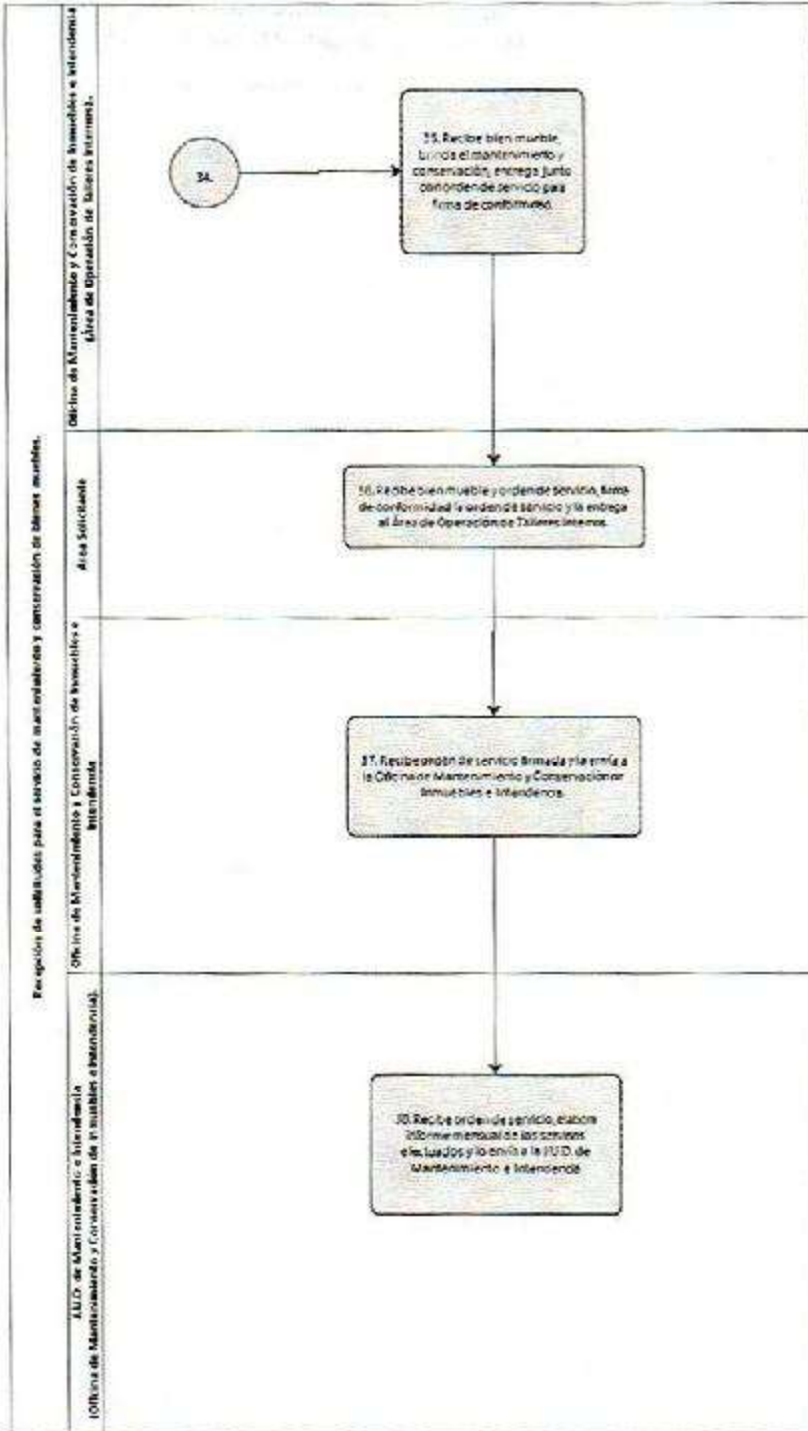 Recepción de solicitudes para el servicio de mantenimiento y conservación de bienes muebles.
Oficina de Mantenimiento y Conservación de Inmuebles e Intendencia
(Área de Operación de Talleres Internos).
34.
35. Recibe bien mueble,
brinda el mantenimiento y
conservación, entrega junto
con orden de servicio para
firma de conformidad.
Área Solicitante
36. Recibe bien mueble y orden de servicio, firma
de conformidad la orden de servicio y la entrega
al Área de Operación de Talleres Internos.
Oficina de Mantenimiento y Conservación de Inmuebles e
Intendencia
37. Recibe orden de servicio firmada y la envía a
la Oficina de Mantenimiento y Conservación de
Inmuebles e Intendencia.
J.U.D. de Mantenimiento e Intendencia
(Oficina de Mantenimiento y Conservación de Inmuebles e Intendencia).
38. Recibe orden de servicio, elabora
informe mensual de los servicios
efectuados y lo envía a la J.U.D. de
Mantenimiento e Intendencia